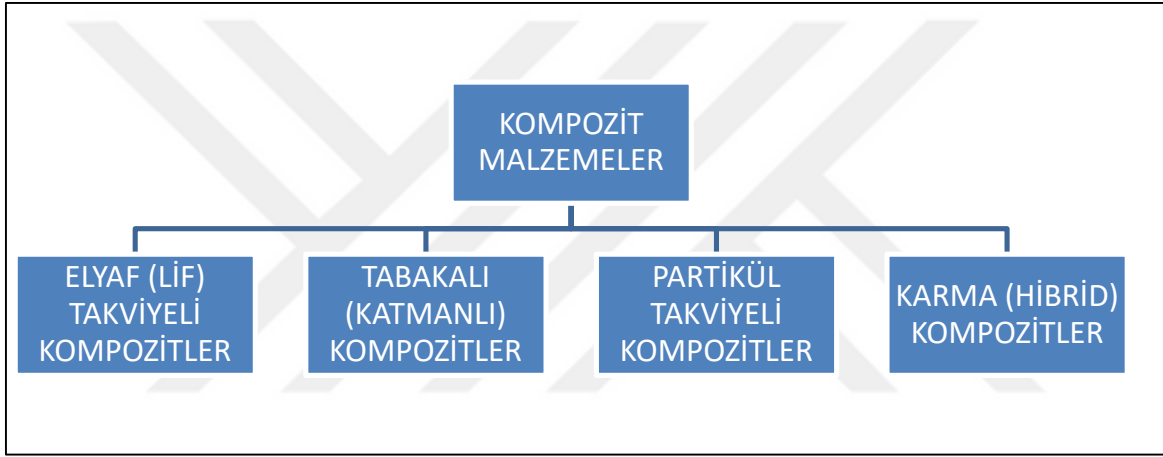 KOMPOZİT
MALZEMELER
ELYAF (LİF)
TAKVİYELİ
KOMPOZİTLER
TABAKALI
(KATMANLI)
KOMPOZİTLER
PARTİKÜL
TAKVİYELİ
KOMPOZİTLER
KARMA (HİBRİD)
KOMPOZİTLER